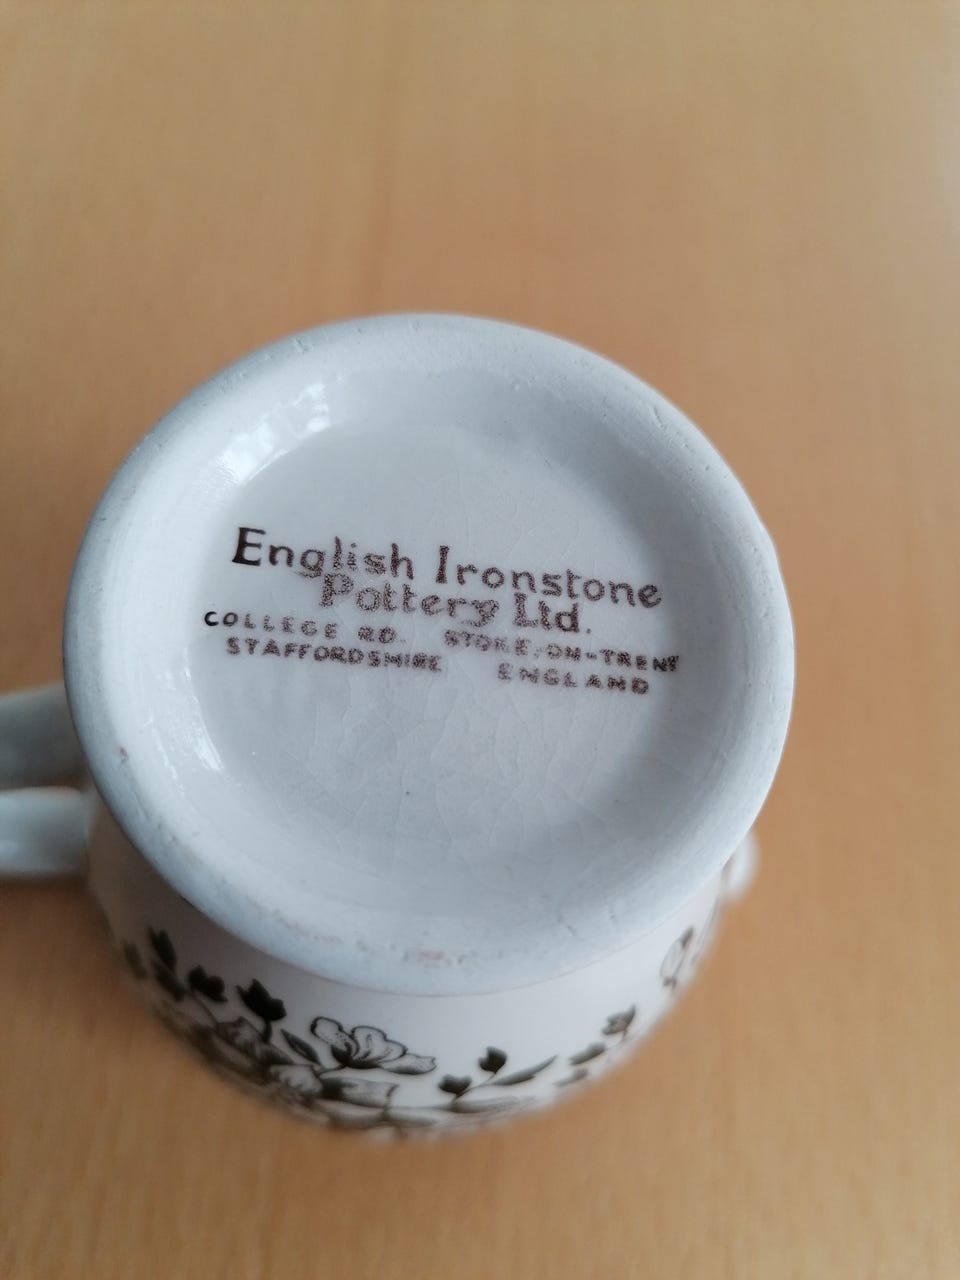 English Ironstone
Pottery Ltd.
COLLEGE RD. STOKE-ON-TRENT
STAFFORDSHIRE ENGLAND